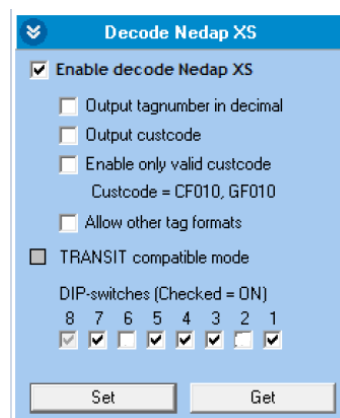 Decode Nedap XS
Enable decode Nedap XS
Output tagnumber in decimal
Output custcode
Enable only valid custcode
Custcode = CF010, GF010
Allow other tag formats
TRANSIT compatible mode
DIP-switches (Checked = ON)
8 7 6 5 4 3 2 1
Set Get